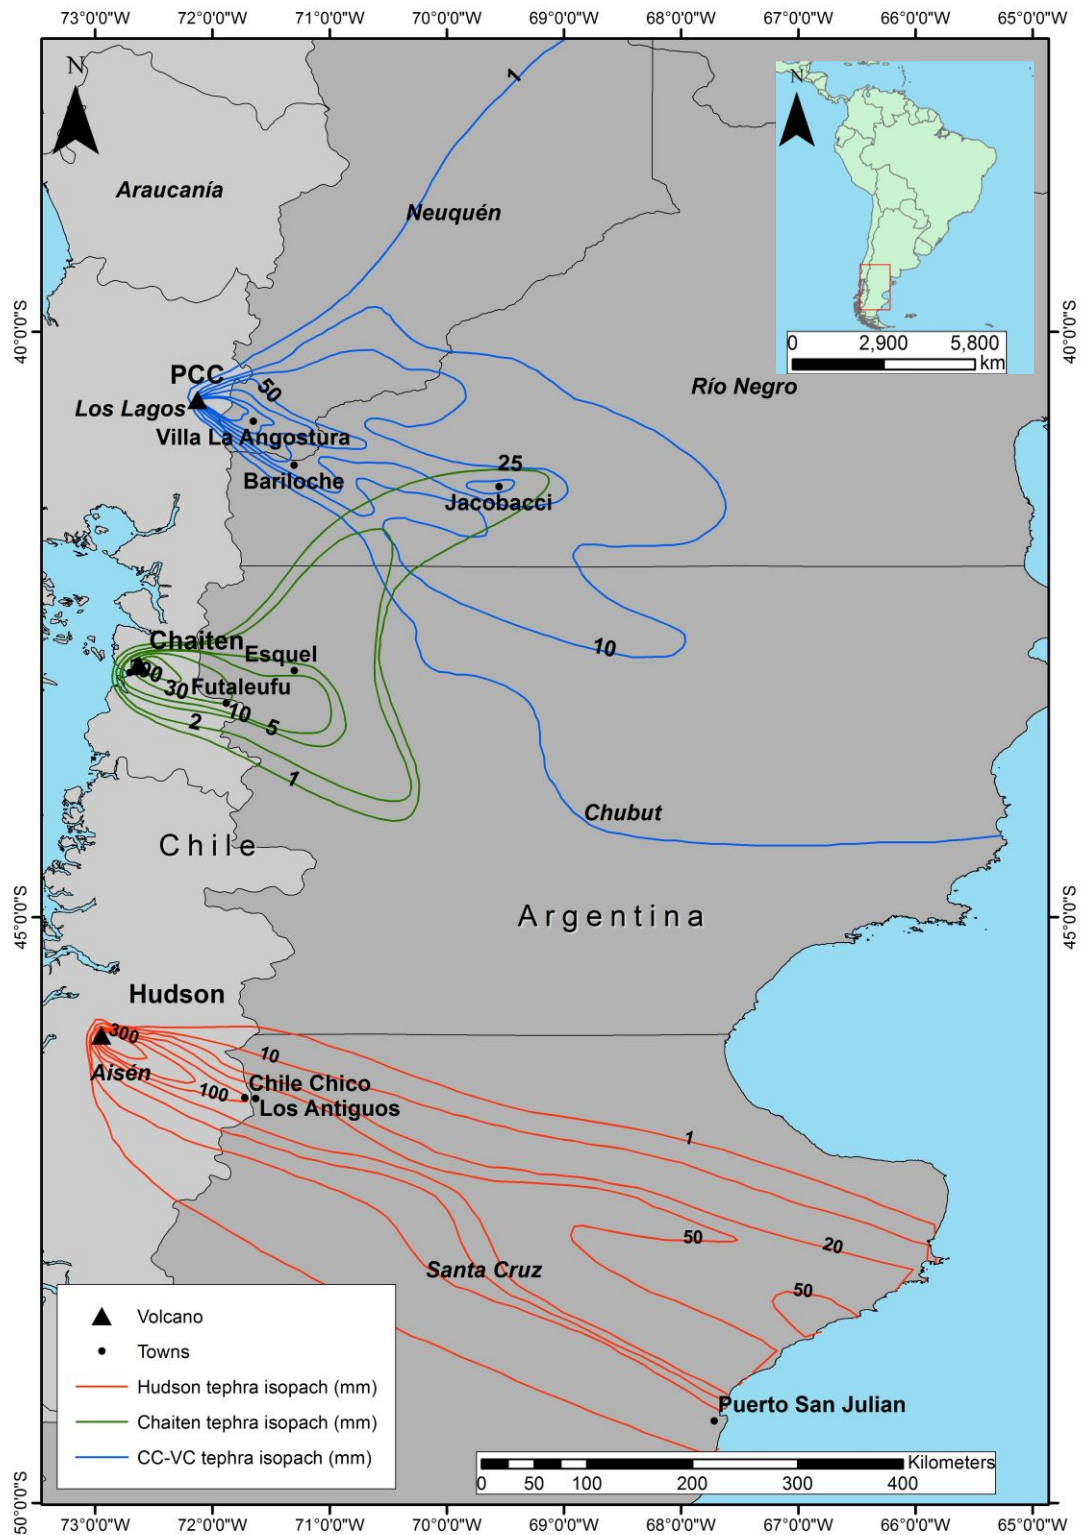 73°0'0"W 72°0'0"W 71°0'0"W 70°0'0"W 69°0'0"W 68°0'0"W 67°0'0"W 66°0'0"W 65°0'0"W
N
N
1
Araucanía
Neuquén
40°0'0"S
40°0'0"S
0 2,900 5,800
km
PCC
50
Río Negro
Los Lagos
Villa La Angostura
25
Bariloche
Jacobacci
Chaiten
Esquel
10
30
Futaleufu
10
2
5
1
Chubut
Chile
Argentina
45°0'0"S
45°0'0"S
Hudson
300
10
Aisén
100
Chile Chico
Los Antiguos
1
50
20
Santa Cruz
50
Volcano
Towns
Hudson tephra isopach (mm)
Chaiten tephra isopach (mm)
CC-VC tephra isopach (mm)
Puerto San Julian
Kilometers
0 50 100 200 300 400
50°0'0"S
50°0'0"S
73°0'0"W 72°0'0"W 71°0'0"W 70°0'0"W 69°0'0"W 68°0'0"W 67°0'0"W 66°0'0"W 65°0'0"W